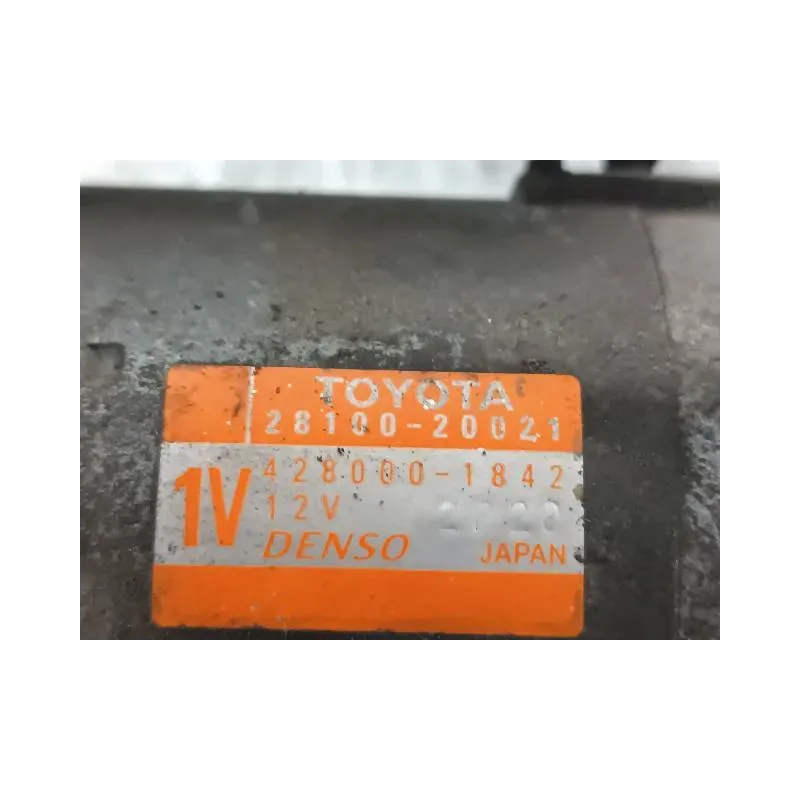 TOYOTA
28100-20021
1V
428000-1842
12V
DENSO JAPAN